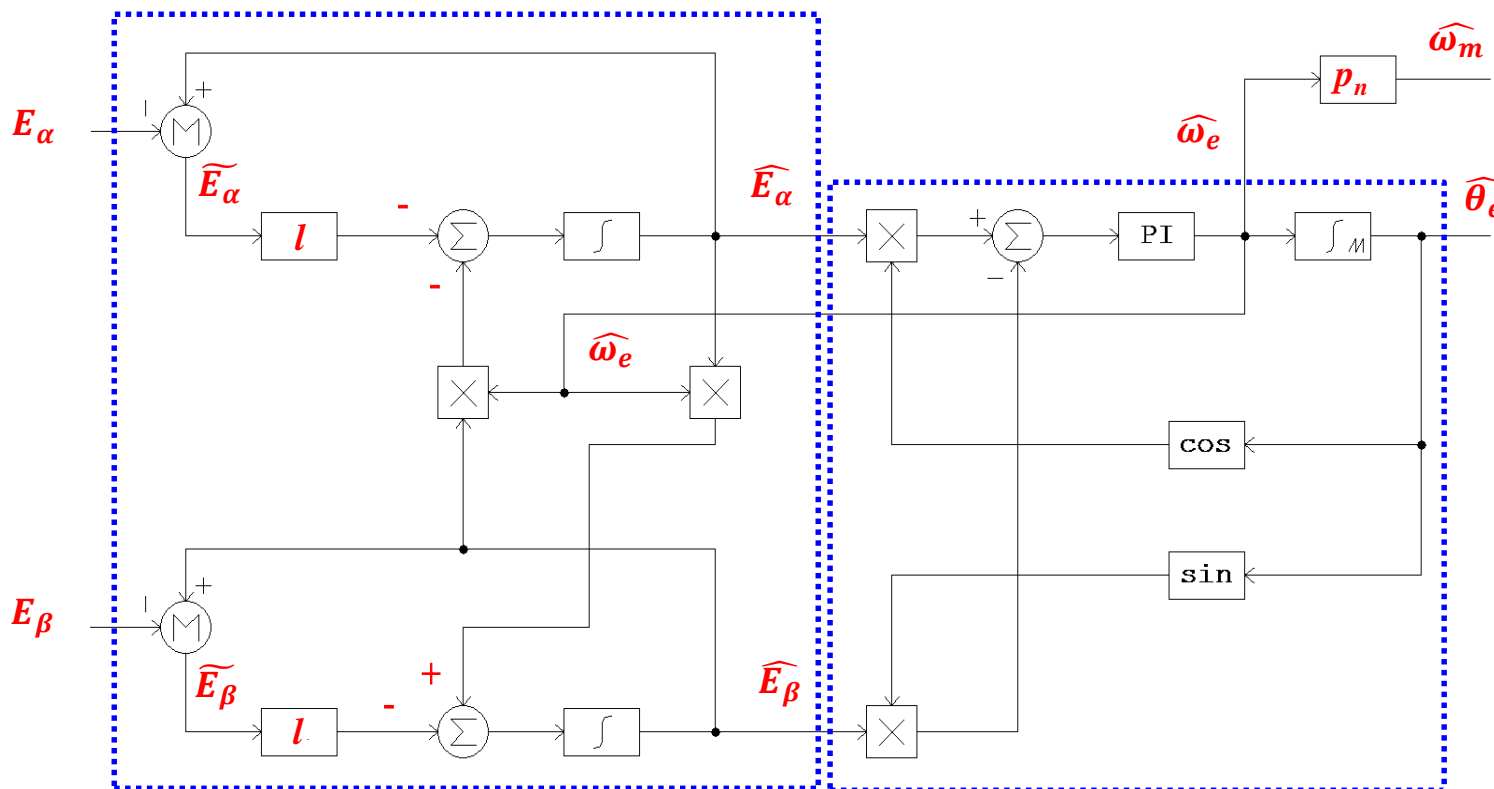 ω̂_m
+
p_n
−
E_α
M
ω̂_e
Ẽ_α
Ê_α
θ̂_e
-
+
l
Σ
∫
×
Σ
PI
∫ M
-
−
ω̂_e
×
×
cos
+
sin
−
E_β
M
Ẽ_β
+
Ê_β
-
l
Σ
∫
×